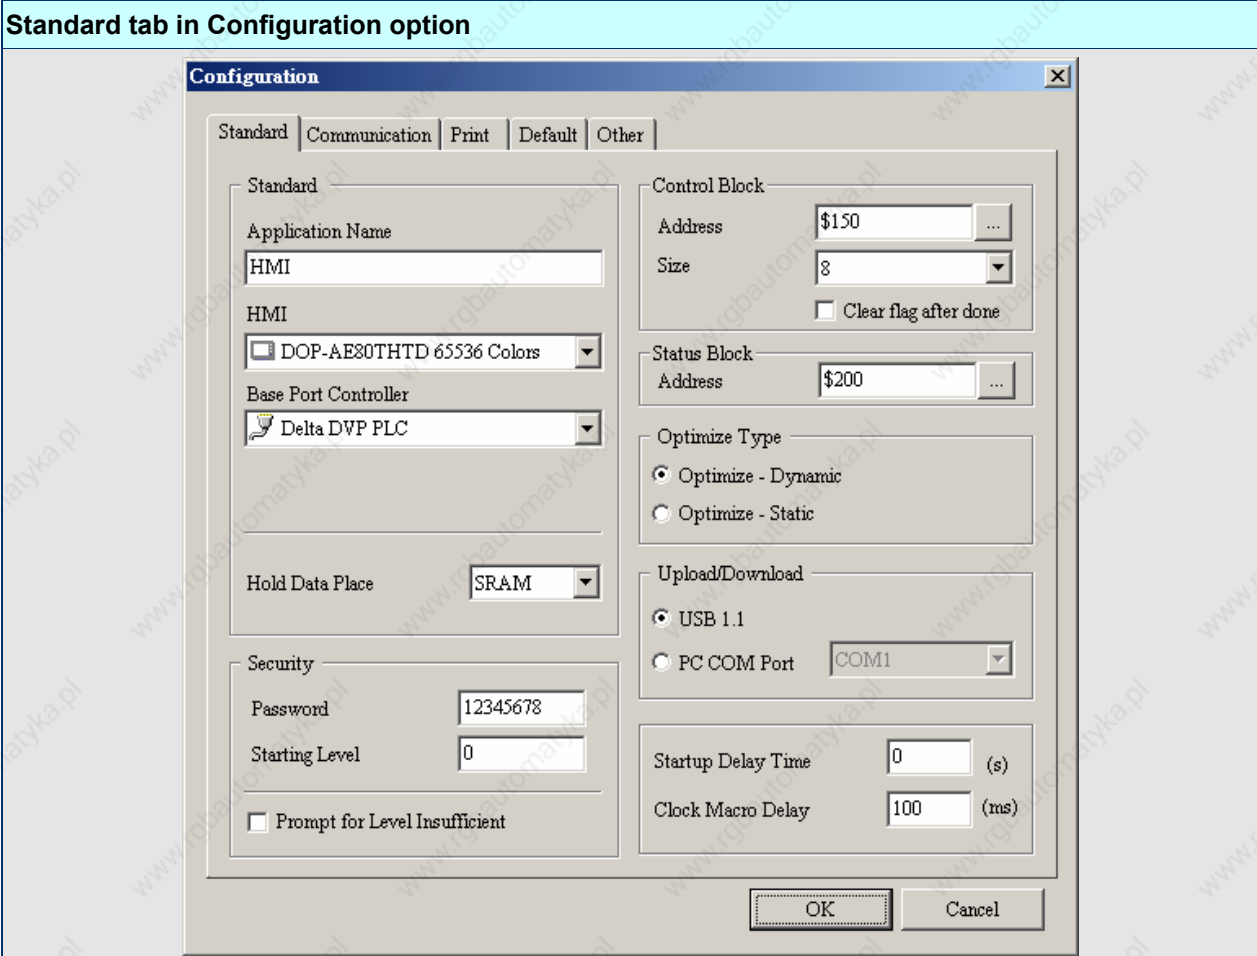 Standard tab in Configuration option
Configuration
Standard Communication Print Default Other
Standard
Application Name
HMI
HMI
DOP-AE80THTD 65536 Colors
Base Port Controller
Delta DVP PLC
Hold Data Place SRAM
Security
Password 12345678
Starting Level 0
Prompt for Level Insufficient
Control Block
Address $150 ...
Size 8
Clear flag after done
Status Block
Address $200 ...
Optimize Type
Optimize - Dynamic
Optimize - Static
Upload/Download
USB 1.1
PC COM Port COM1
Startup Delay Time 0 (s)
Clock Macro Delay 100 (ms)
OK Cancel
www.rgbautomatyka.pl